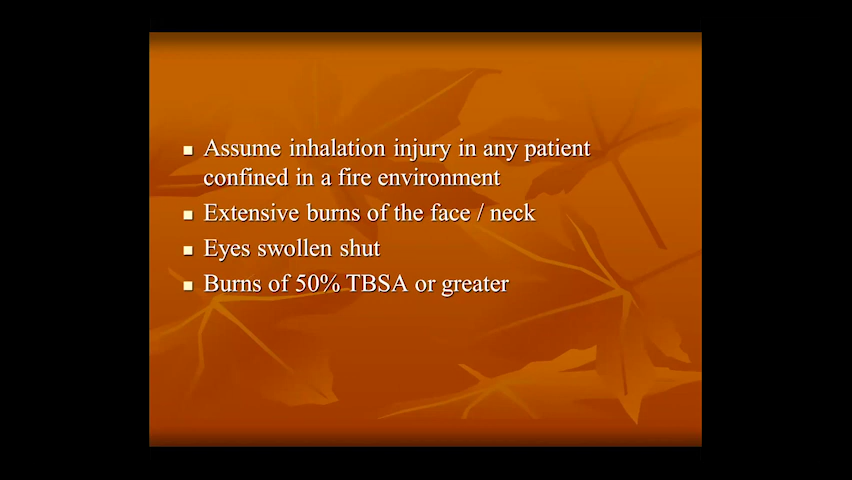 Assume inhalation injury in any patient
confined in a fire environment
Extensive burns of the face / neck
Eyes swollen shut
Burns of 50% TBSA or greater